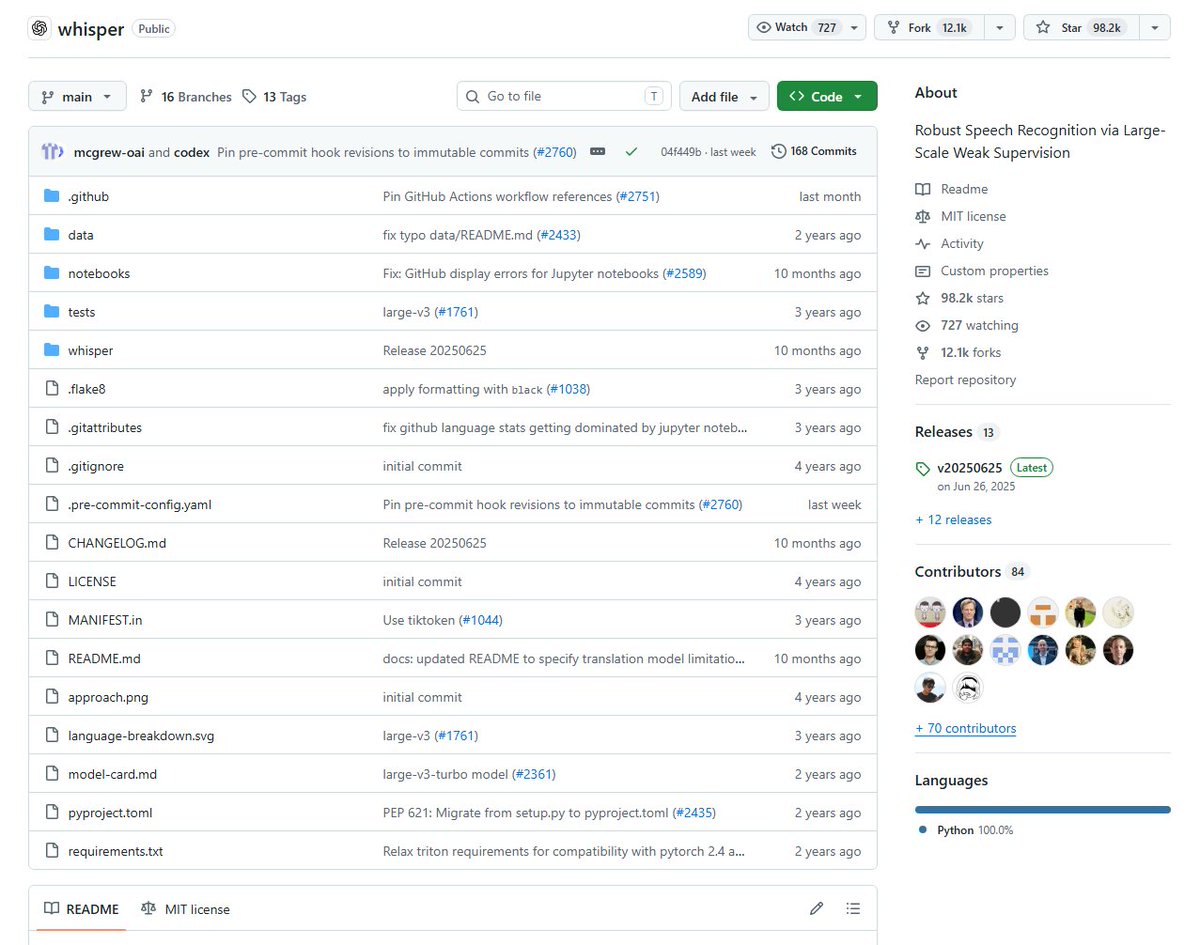 whisper Public Watch 727 Fork 12.1k Star 98.2k
main 16 Branches 13 Tags Go to file T Add file Code
mcgrew-oai and codex Pin pre-commit hook revisions to immutable commits (#2760) 04f449b · last week 168 Commits
.github Pin GitHub Actions workflow references (#2751) last month
data fix typo data/README.md (#2433) 2 years ago
notebooks Fix: GitHub display errors for Jupyter notebooks (#2589) 10 months ago
tests large-v3 (#1761) 3 years ago
whisper Release 20250625 10 months ago
.flake8 apply formatting with black (#1038) 3 years ago
.gitattributes fix github language stats getting dominated by jupyter noteb... 3 years ago
.gitignore initial commit 4 years ago
.pre-commit-config.yaml Pin pre-commit hook revisions to immutable commits (#2760) last week
CHANGELOG.md Release 20250625 10 months ago
LICENSE initial commit 4 years ago
MANIFEST.in Use tiktoken (#1044) 3 years ago
README.md docs: updated README to specify translation model limitatio... 10 months ago
approach.png initial commit 4 years ago
language-breakdown.svg large-v3 (#1761) 3 years ago
model-card.md large-v3-turbo model (#2361) 2 years ago
pyproject.toml PEP 621: Migrate from setup.py to pyproject.toml (#2435) 2 years ago
requirements.txt Relax triton requirements for compatibility with pytorch 2.4 a... 2 years ago
README MIT license
About
Robust Speech Recognition via Large-
Scale Weak Supervision
Readme
MIT license
Activity
Custom properties
98.2k stars
727 watching
12.1k forks
Report repository
Releases 13
v20250625 Latest
on Jun 26, 2025
+ 12 releases
Contributors 84
+ 70 contributors
Languages
Python 100.0%